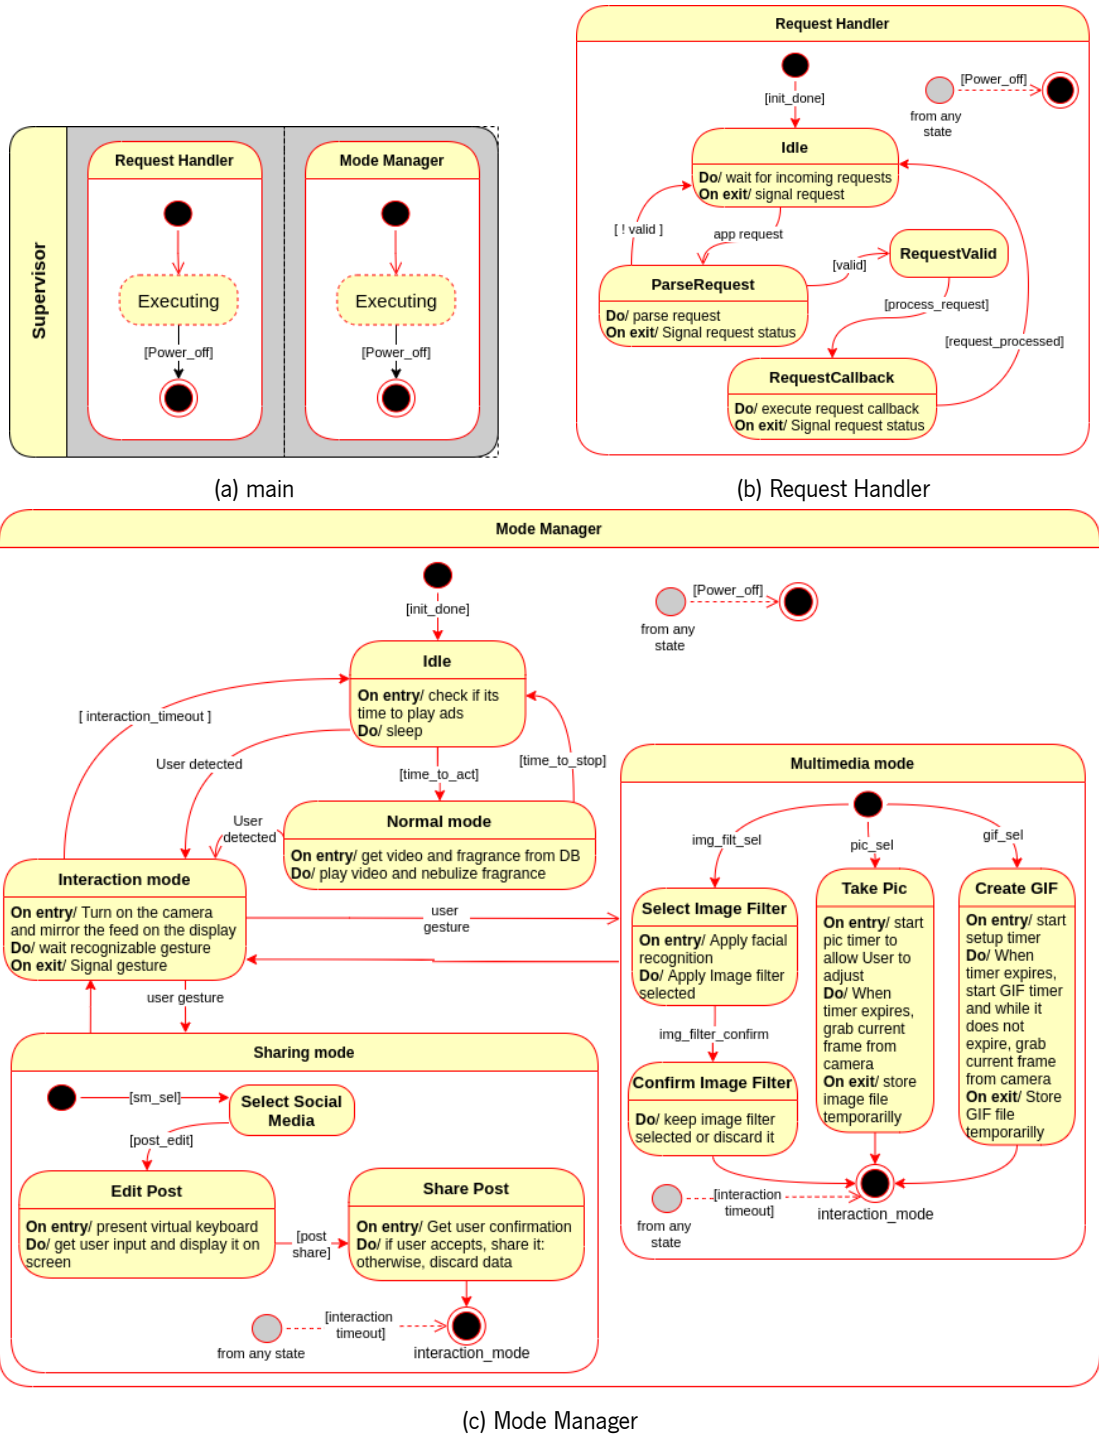 Supervisor
Request Handler
Executing
[Power_off]
Mode Manager
Executing
[Power_off]
(a) main
Request Handler
[init_done]
[Power_off]
from any
state
Idle
Do/ wait for incoming requests
On exit/ signal request
[ ! valid ]
app request
ParseRequest
Do/ parse request
On exit/ Signal request status
[valid]
RequestValid
[process_request]
[request_processed]
RequestCallback
Do/ execute request callback
On exit/ Signal request status
(b) Request Handler
Mode Manager
[init_done]
[Power_off]
from any
state
Idle
On entry/ check if its
time to play ads
Do/ sleep
[ interaction_timeout ]
User detected
[time_to_act]
[time_to_stop]
User
detected
Normal mode
On entry/ get video and fragrance from DB
Do/ play video and nebulize fragrance
Interaction mode
On entry/ Turn on the camera
and mirror the feed on the display
Do/ wait recognizable gesture
On exit/ Signal gesture
user
gesture
user gesture
Multimedia mode
img_filt_sel
pic_sel
gif_sel
Select Image Filter
On entry/ Apply facial
recognition
Do/ Apply Image filter
selected
img_filter_confirm
Confirm Image Filter
Do/ keep image filter
selected or discard it
Take Pic
On entry/ start
pic timer to
allow User to
adjust
Do/ When
timer expires,
grab current
frame from
camera
On exit/ store
image file
temporarilly
Create GIF
On entry/ start
setup timer
Do/ When
timer expires,
start GIF timer
and while it
does not
expire, grab
current frame
from camera
On exit/ Store
GIF file
temporarilly
[interaction
timeout]
from any
state
interaction_mode
Sharing mode
[sm_sel]
Select Social
Media
[post_edit]
Edit Post
On entry/ present virtual keyboard
Do/ get user input and display it on
screen
[post
share]
Share Post
On entry/ Get user confirmation
Do/ if user accepts, share it:
otherwise, discard data
[interaction
timeout]
from any state
interaction_mode
(c) Mode Manager